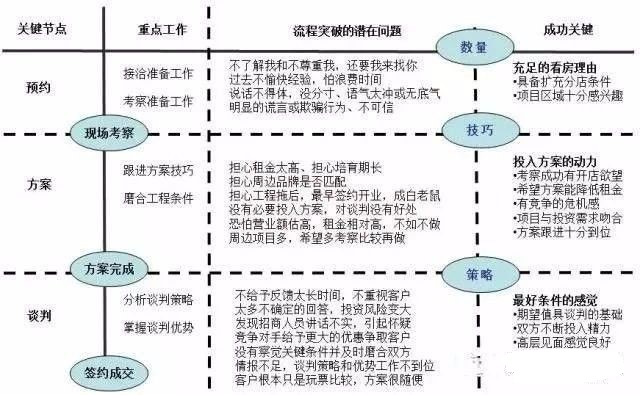 关键节点
重点工作
流程突破的潜在问题
成功关键
数量
预约
接洽准备工作
考察准备工作
不了解我和不尊重我，还要我来找你
过去不愉快经验，怕浪费时间
说话不得体，没分寸、语气太冲或无底气
明显的谎言或欺骗行为、不可信
充足的看房理由
•具备扩充分店条件
•项目区域十分感兴趣
现场考察
技巧
方案
跟进方案技巧
磨合工程条件
担心租金太高、担心培育期长
担心周边品牌是否匹配
担心工程拖后，最早签约开业，成白老鼠
没有必要投入方案，对谈判没有好处
恐怕营业额估高，租金相对高，不如不做
周边项目多，希望多考察比较再做
投入方案的动力
•考察成功有开店欲望
•希望方案能降低租金
•有竞争的危机感
•项目与投资需求吻合
•方案跟进十分到位
方案完成
策略
谈判
分析谈判策略
掌握谈判优势
不给予反馈太长时间，不重视客户
太多不确定的回答，投资风险变大
发现招商人员讲话不实，引起怀疑
竞争对手给予更大的优惠争取客户
没有察觉关键条件并及时磨合双方
情报不足，谈判策略和优势工作不到位
客户根本只是玩票比较，方案很随便
最好条件的感觉
•期望值具谈判的基础
•双方不断投入精力
•高层见面感觉良好
签约成交